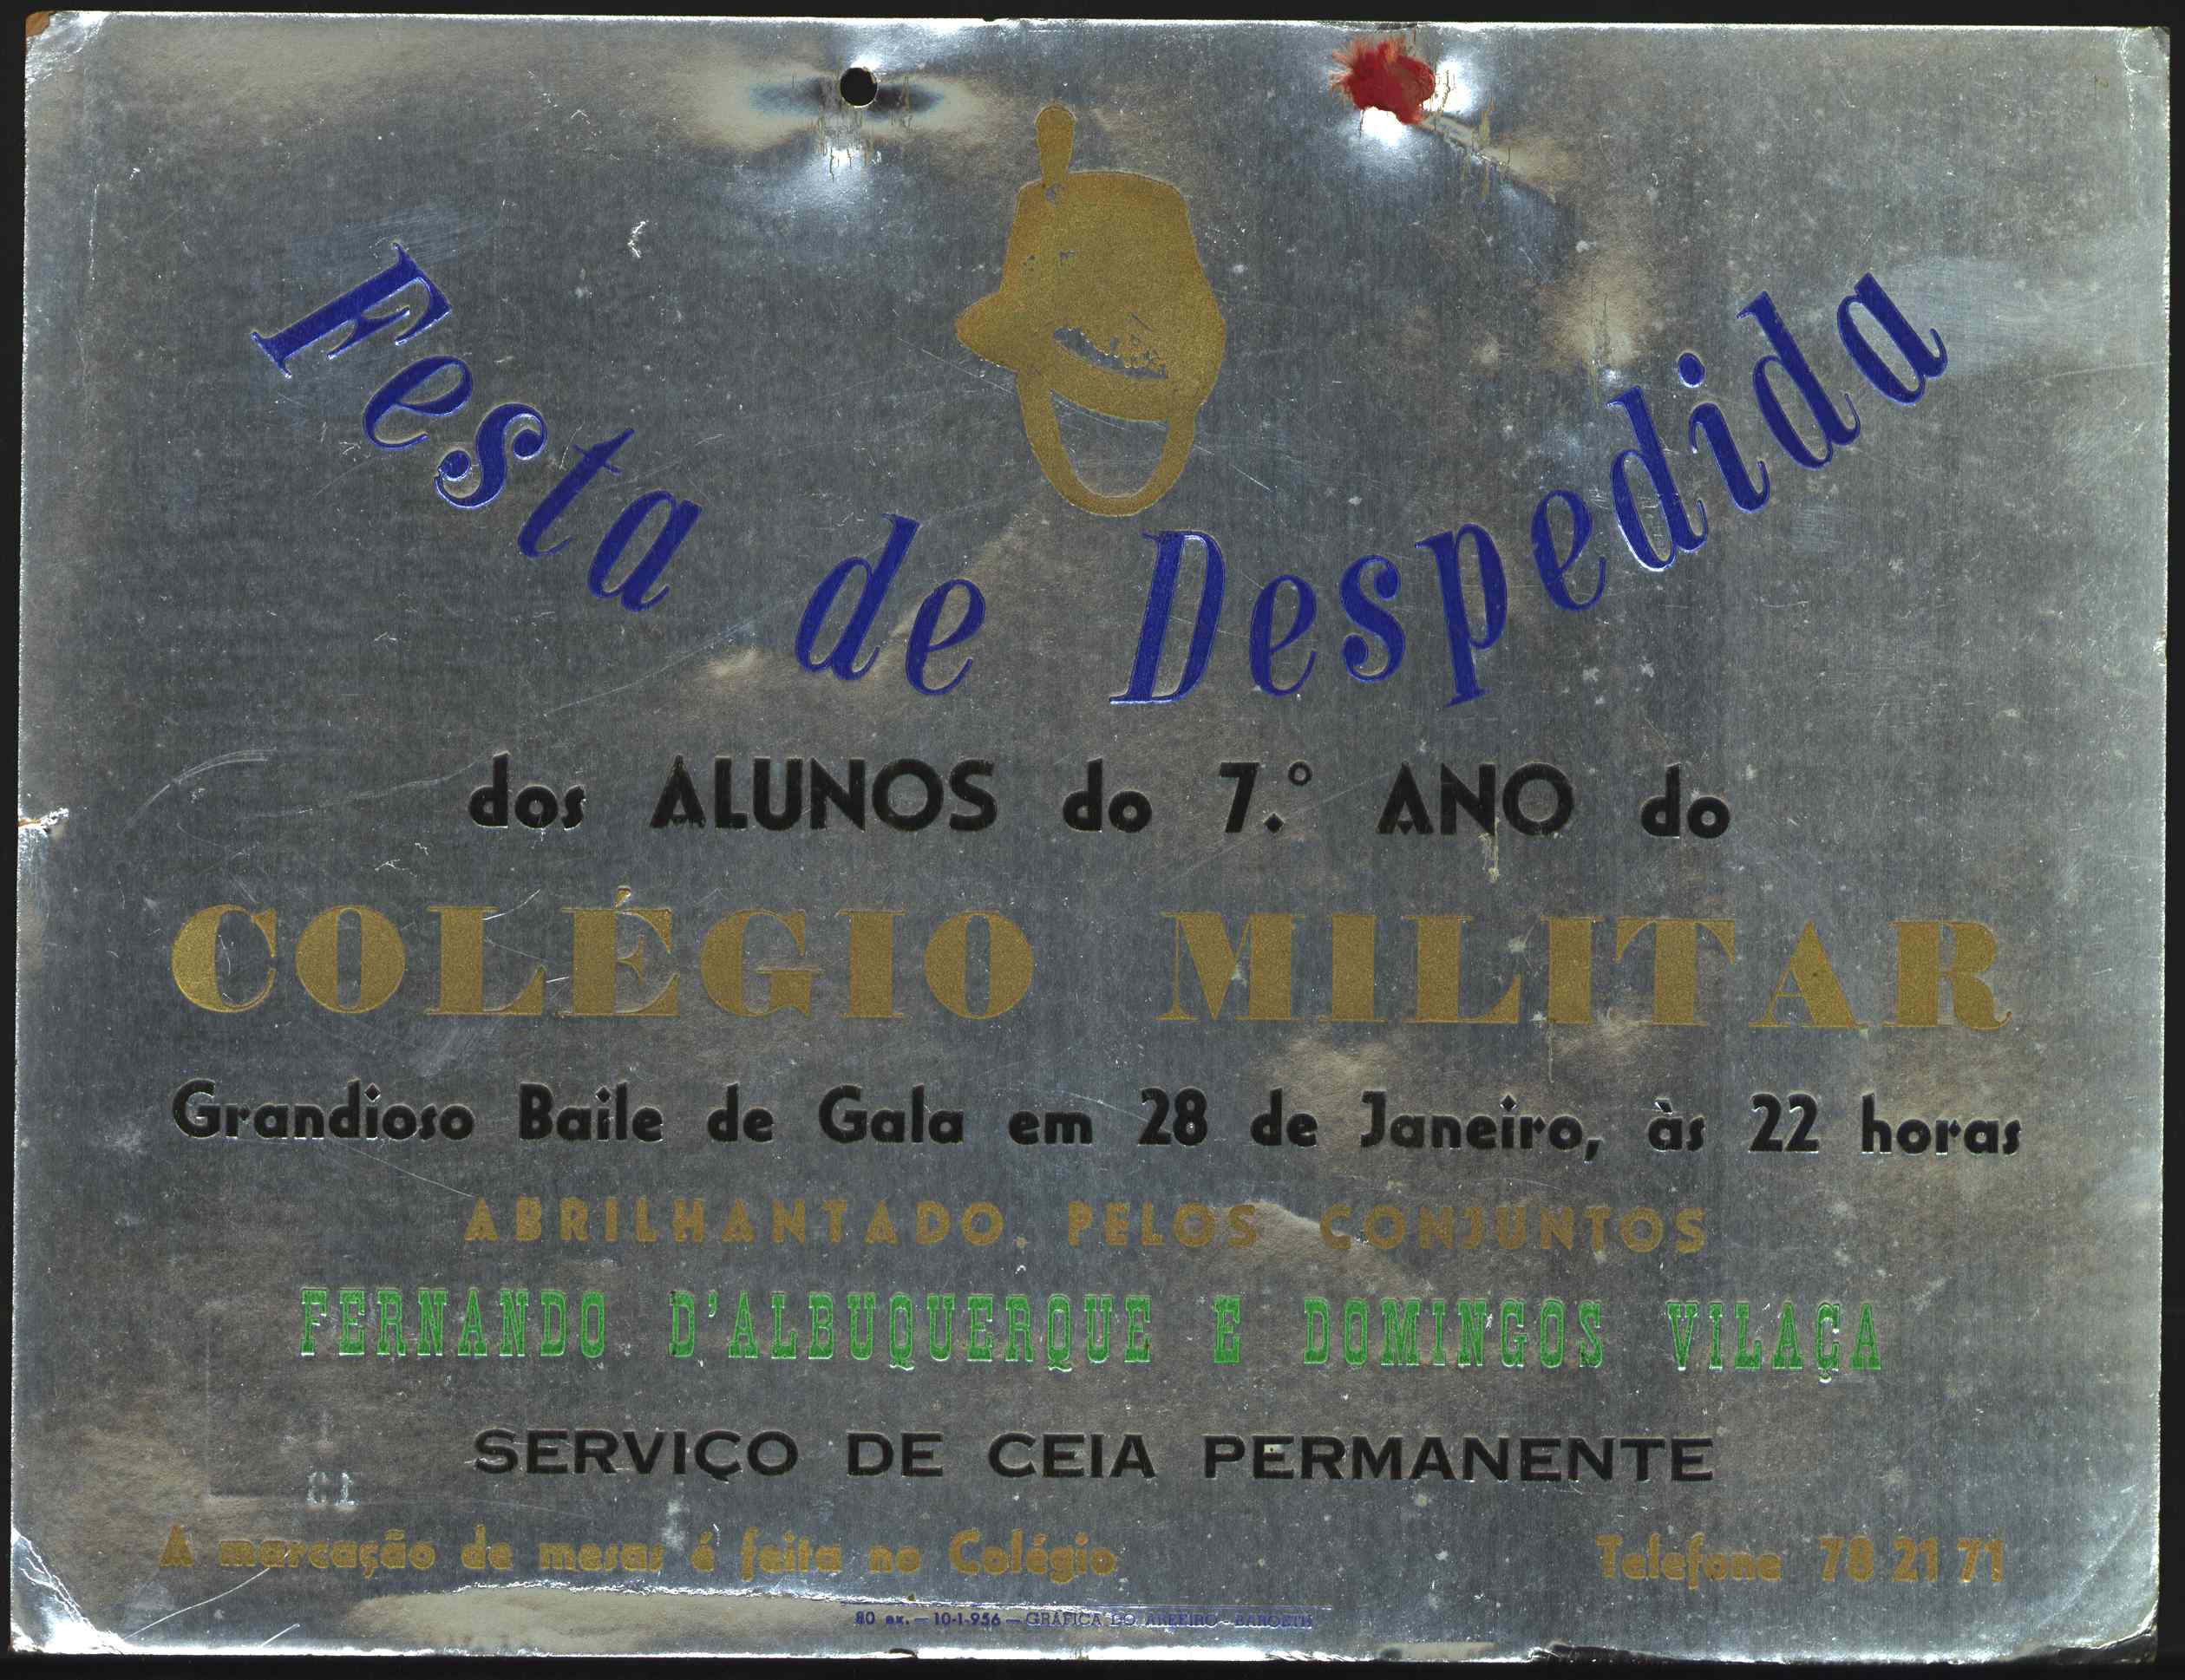 Festa de Despedida
dos ALUNOS do 7.º ANO do
COLÉGIO MILITAR
Grandioso Baile de Gala em 28 de Janeiro, às 22 horas
ABRILHANTADO PELOS CONJUNTOS
FERNANDO D'ALBUQUERQUE E DOMINGOS VILAÇA
SERVIÇO DE CEIA PERMANENTE
A marcação de mesas é feita no Colégio
Telefone 78 21 71
80 ex. — 10-1-956 — GRÁFICA DO AREEIRO